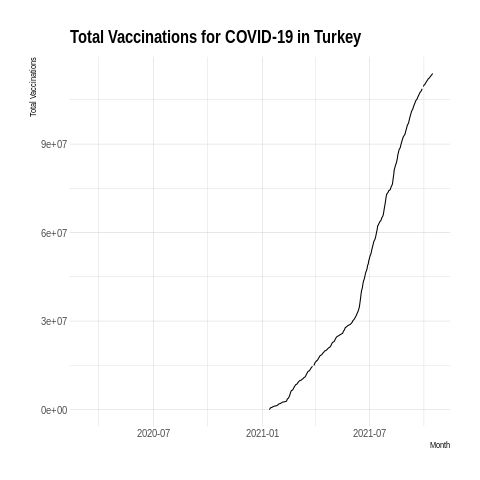 Total Vaccinations for COVID-19 in Turkey
Total Vaccinations
9e+07
6e+07
3e+07
0e+00
2020-07 2021-01 2021-07
Month